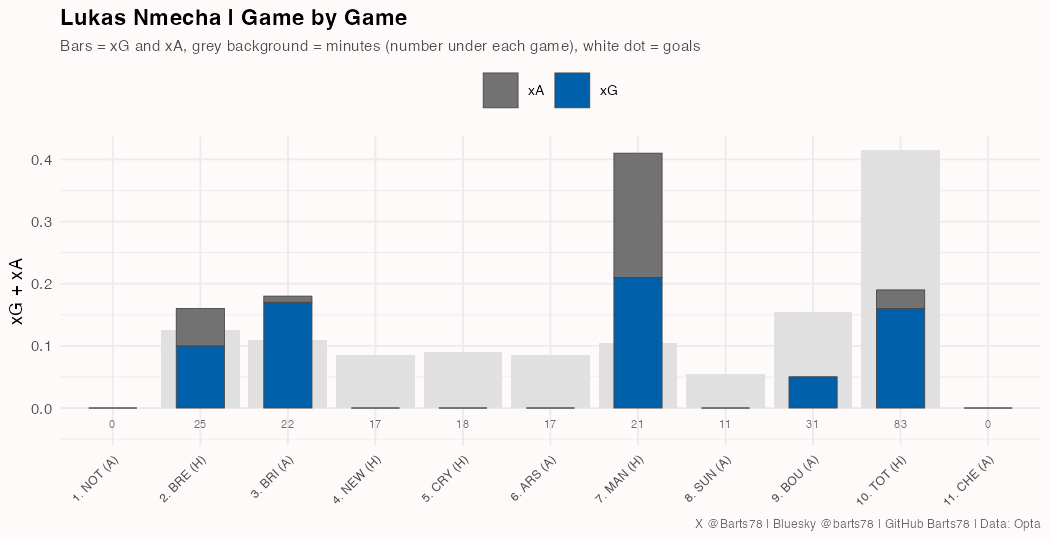 Lukas Nmecha | Game by Game
Bars = xG and xA, grey background = minutes (number under each game), white dot = goals
xA xG
xG + xA
0.4
0.3
0.2
0.1
0.0
0 25 22 17 18 17 21 11 31 83 0
1. NOT (A) 2. BRE (H) 3. BRI (A) 4. NEW (H) 5. CRY (H) 6. ARS (A) 7. MAN (H) 8. SUN (A) 9. BOU (A) 10. TOT (H) 11. CHE (A)
X @Barts78 | Bluesky @barts78 | GitHub Barts78 | Data: Opta